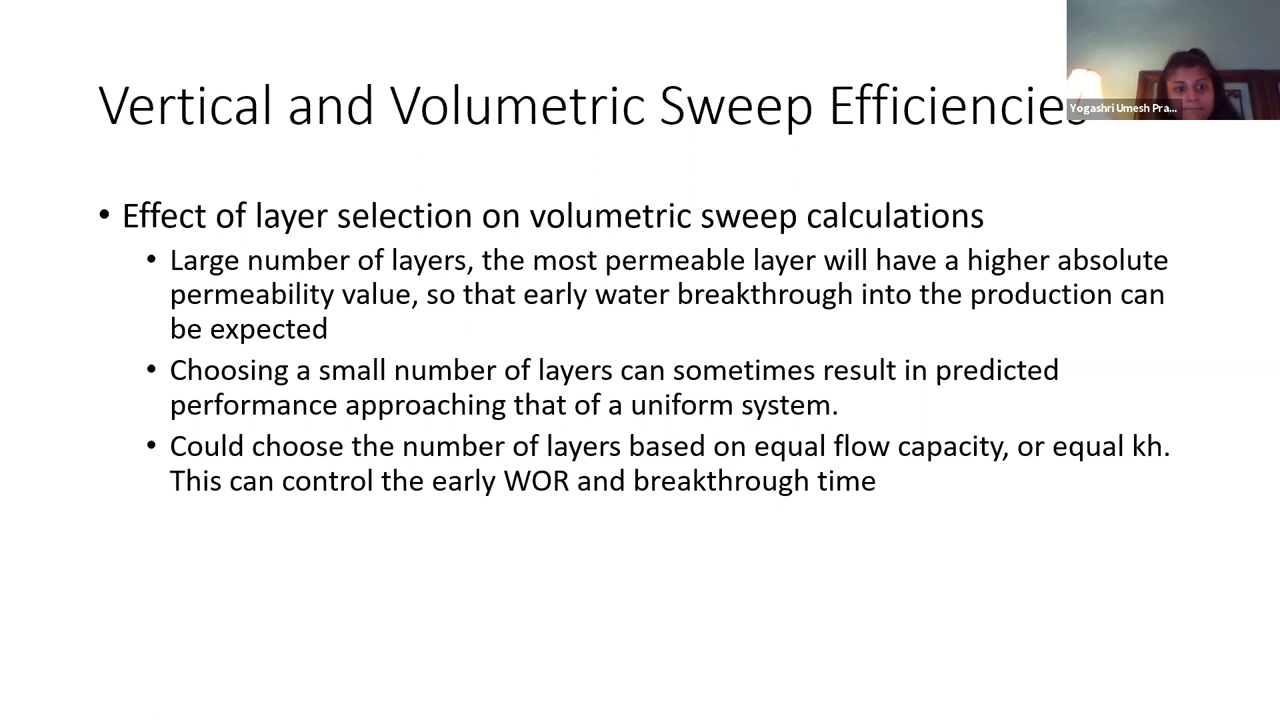 Vertical and Volumetric Sweep Efficiencies
Yogashri Umesh Pra...
• Effect of layer selection on volumetric sweep calculations
• Large number of layers, the most permeable layer will have a higher absolute
permeability value, so that early water breakthrough into the production can
be expected
• Choosing a small number of layers can sometimes result in predicted
performance approaching that of a uniform system.
• Could choose the number of layers based on equal flow capacity, or equal kh.
This can control the early WOR and breakthrough time